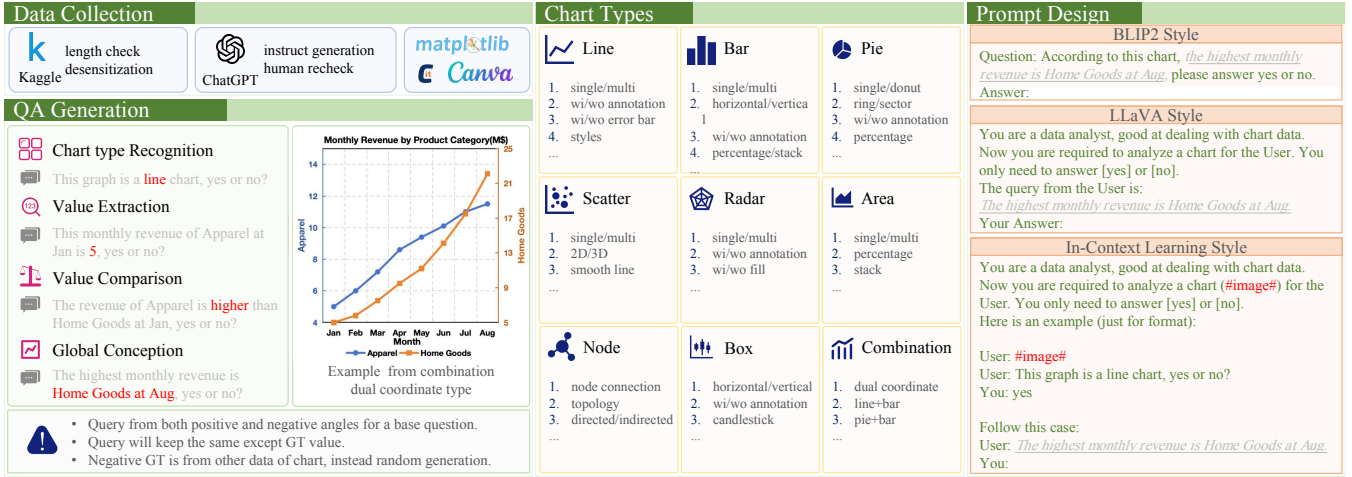 Data Collection
Kaggle
length check
desensitization
ChatGPT
instruct generation
human recheck
matplotlib
Canva
QA Generation
Chart type Recognition
This graph is a line chart, yes or no?
Value Extraction
This monthly revenue of Apparel at
Jan is 5, yes or no?
Value Comparison
The revenue of Apparel is higher than
Home Goods at Jan, yes or no?
Global Conception
The highest monthly revenue is
Home Goods at Aug, yes or no?
Monthly Revenue by Product Category(M$)
14
12
10
8
6
4
Apparel
25
21
17
13
9
5
Home Goods
Jan Feb Mar Apr May Jun Jul Aug
Month
Apparel Home Goods
Example from combination
dual coordinate type
• Query from both positive and negative angles for a base question.
• Query will keep the same except GT value.
• Negative GT is from other data of chart, instead random generation.
Chart Types
Line
1. single/multi
2. wi/wo annotation
3. wi/wo error bar
4. styles
...
Bar
1. single/multi
2. horizontal/vertica
l
3. wi/wo annotation
4. percentage/stack
...
Pie
1. single/donut
2. ring/sector
3. wi/wo annotation
4. percentage
...
Scatter
1. single/multi
2. 2D/3D
3. smooth line
...
Radar
1. single/multi
2. wi/wo annotation
3. wi/wo fill
...
Area
1. single/multi
2. percentage
3. stack
...
Node
1. node connection
2. topology
3. directed/indirected
...
Box
1. horizontal/vertical
2. wi/wo annotation
3. candlestick
...
Combination
1. dual coordinate
2. line+bar
3. pie+bar
...
Prompt Design
BLIP2 Style
Question: According to this chart, the highest monthly
revenue is Home Goods at Aug, please answer yes or no.
Answer:
LLaVA Style
You are a data analyst, good at dealing with chart data.
Now you are required to analyze a chart for the User. You
only need to answer [yes] or [no].
The query from the User is:
The highest monthly revenue is Home Goods at Aug.
Your Answer:
In-Context Learning Style
You are a data analyst, good at dealing with chart data.
Now you are required to analyze a chart (#image#) for the
User. You only need to answer [yes] or [no].
Here is an example (just for format):
User: #image#
User: This graph is a line chart, yes or no?
You: yes
Follow this case:
User: The highest monthly revenue is Home Goods at Aug.
You: